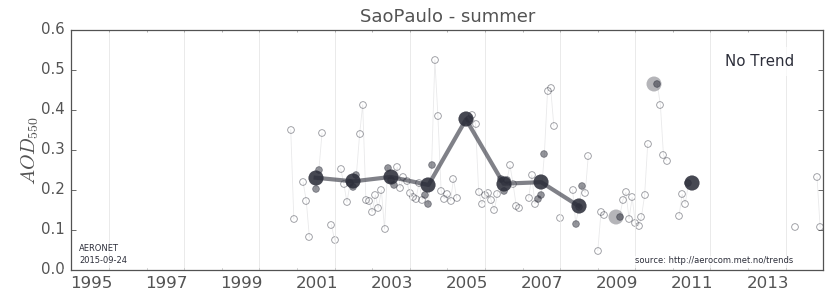 SaoPaulo - summer
0.6
No Trend
0.5
0.4
AOD550
0.3
0.2
0.1
AERONET
2015-09-24
source: http://aerocom.met.no/trends
0.0
1995 1997 1999 2001 2003 2005 2007 2009 2011 2013